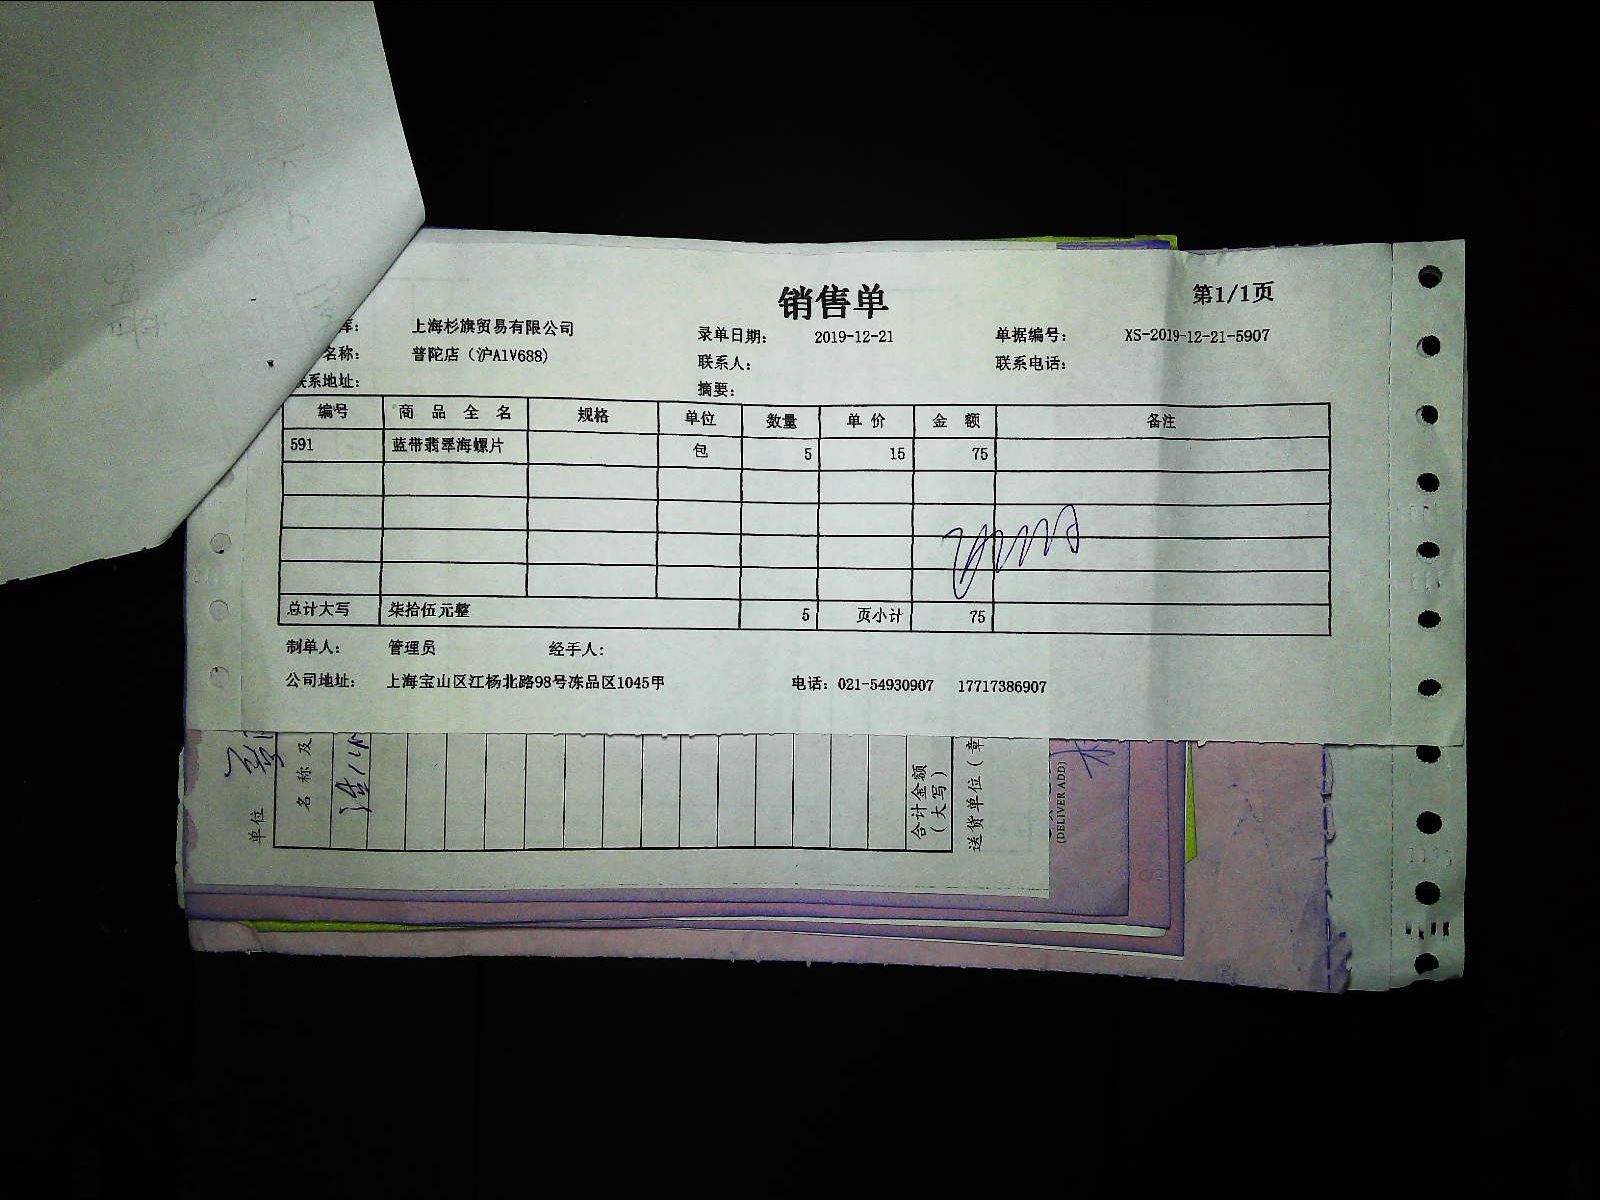 销售单
第1/1页
库： 上海杉旗贸易有限公司 录单日期： 2019-12-21 单据编号： XS-2019-12-21-5907
名称： 普陀店（沪A1V688） 联系人： 联系电话：
联系地址： 摘要：
编号 商品全名 规格 单位 数量 单价 金额 备注
591 蓝带翡翠海螺片 包 5 15 75
总计大写 柒拾伍元整 5 页小计 75
制单人： 管理员 经手人：
公司地址： 上海宝山区江杨北路98号冻品区1045甲 电话：021-54930907 17717386907
单位
名称及
合计金额
（大写）
送货单位（章
(DELIVER ADD)